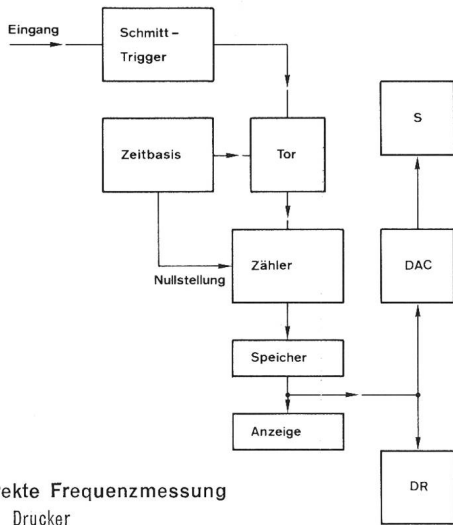 Eingang
Schmitt-
Trigger
S
Zeitbasis
Tor
Nullstellung
Zähler
DAC
Speicher
Anzeige
DR
ekte Frequenzmessung
Drucker